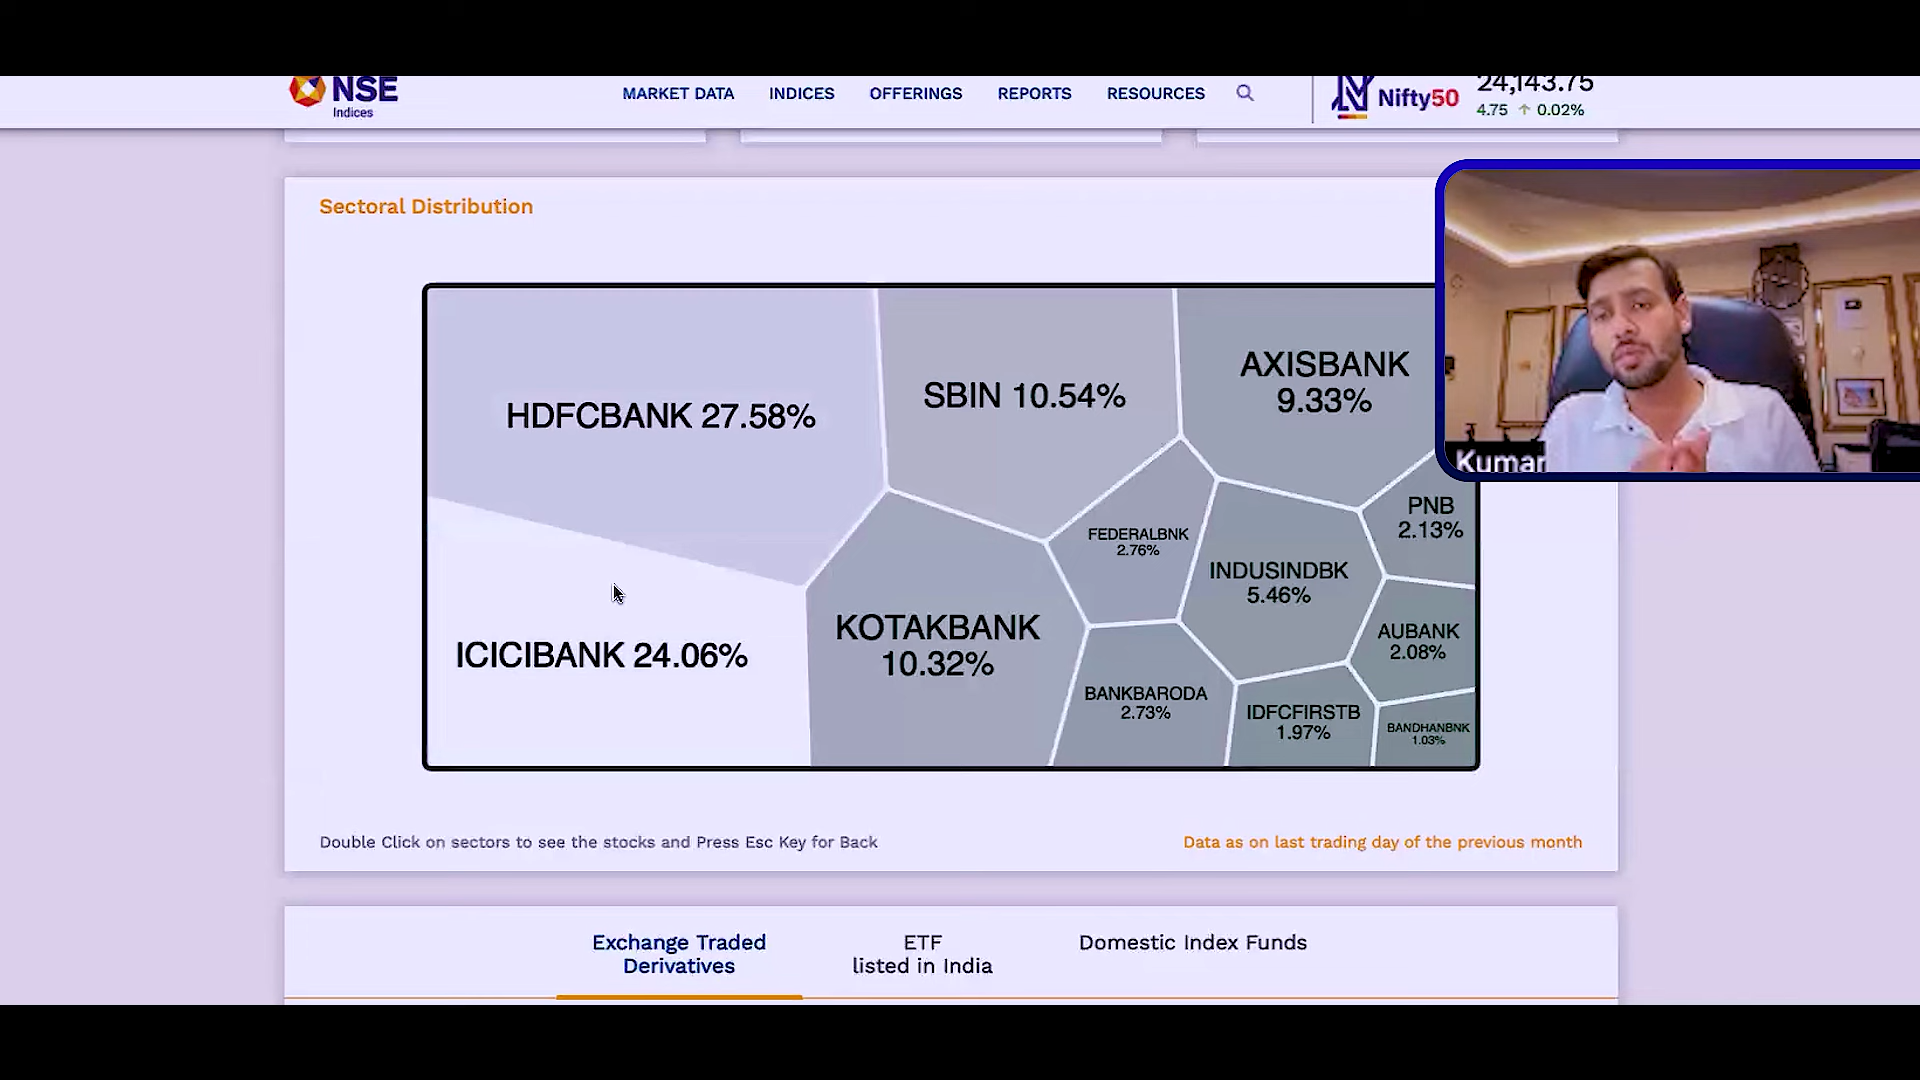 NSE
Indices
MARKET DATA
INDICES
OFFERINGS
REPORTS
RESOURCES
Nifty50
24,143.75
4.75 ↑ 0.02%
Sectoral Distribution
HDFCBANK 27.58%
SBIN 10.54%
AXISBANK
9.33%
ICICIBANK 24.06%
KOTAKBANK
10.32%
FEDERALBNK
2.76%
INDUSINDBK
5.46%
PNB
2.13%
AUBANK
2.08%
BANKBARODA
2.73%
IDFCFIRSTB
1.97%
BANDHANBNK
1.03%
Kumar
Double Click on sectors to see the stocks and Press Esc Key for Back
Data as on last trading day of the previous month
Exchange Traded
Derivatives
ETF
listed in India
Domestic Index Funds